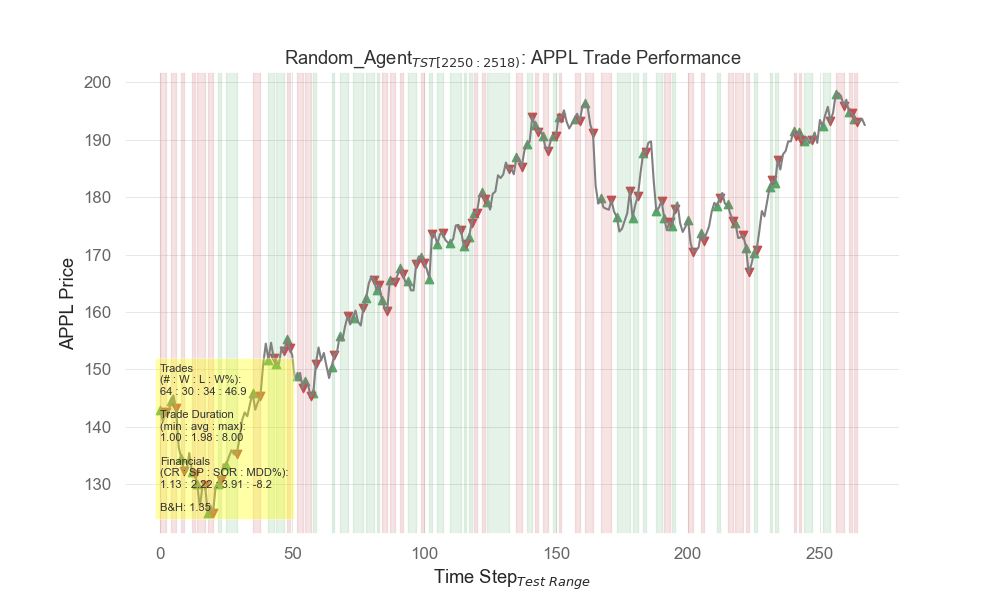 Random_Agent TST[2250 : 2518) : APPL Trade Performance
200
190
180
170
160
150
140
130
APPL Price
Trades
(# : W : L : W%):
64 : 30 : 34 : 46.9
Trade Duration
(min : avg : max):
1.00 : 1.98 : 8.00
Financials
(CR : SP : SOR : MDD%):
1.13 : 2.22 : 3.91 : -8.2
B&H: 1.35
0 50 100 150 200 250
Time Step Test Range